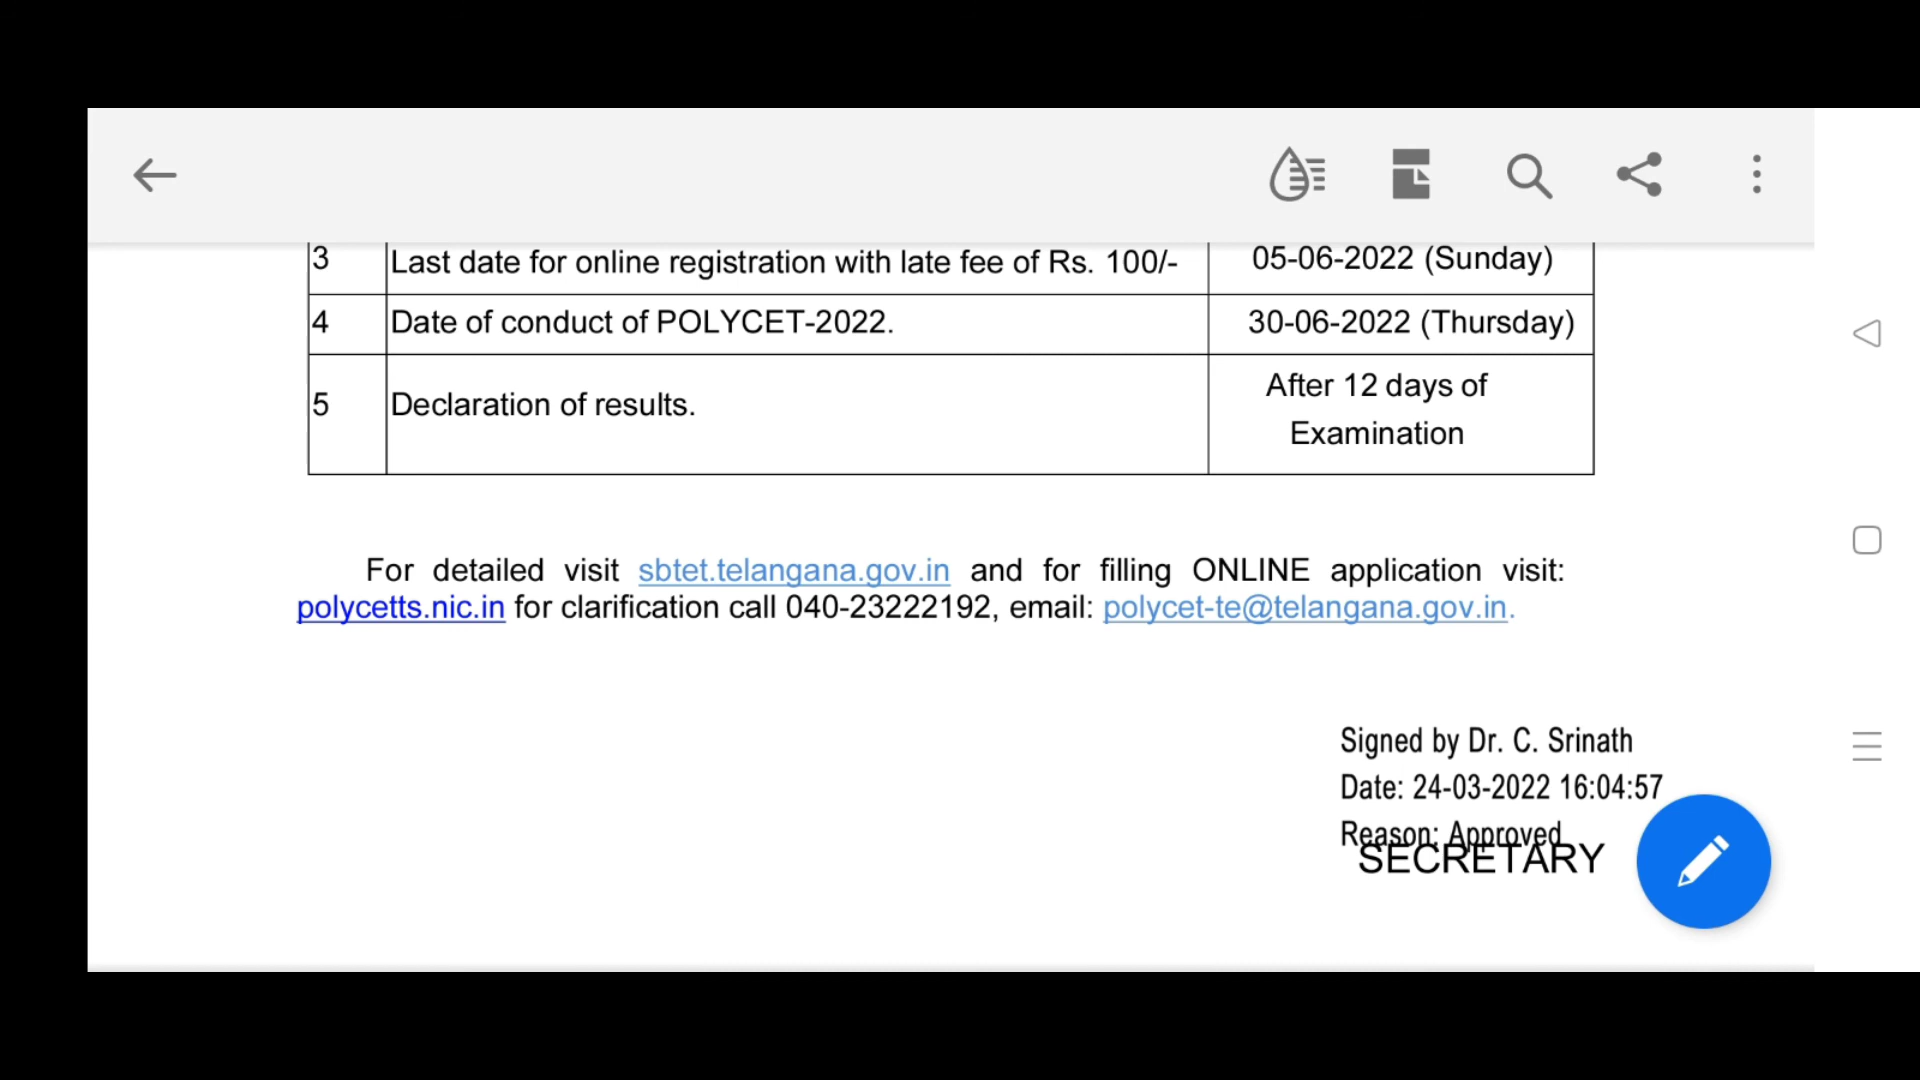 3 Last date for online registration with late fee of Rs. 100/- 05-06-2022 (Sunday)
4 Date of conduct of POLYCET-2022. 30-06-2022 (Thursday)
5 Declaration of results. After 12 days of
Examination
For detailed visit sbtet.telangana.gov.in and for filling ONLINE application visit:
polycetts.nic.in for clarification call 040-23222192, email: polycet-te@telangana.gov.in.
Signed by Dr. C. Srinath
Date: 24-03-2022 16:04:57
Reason: Approved
SECRETARY